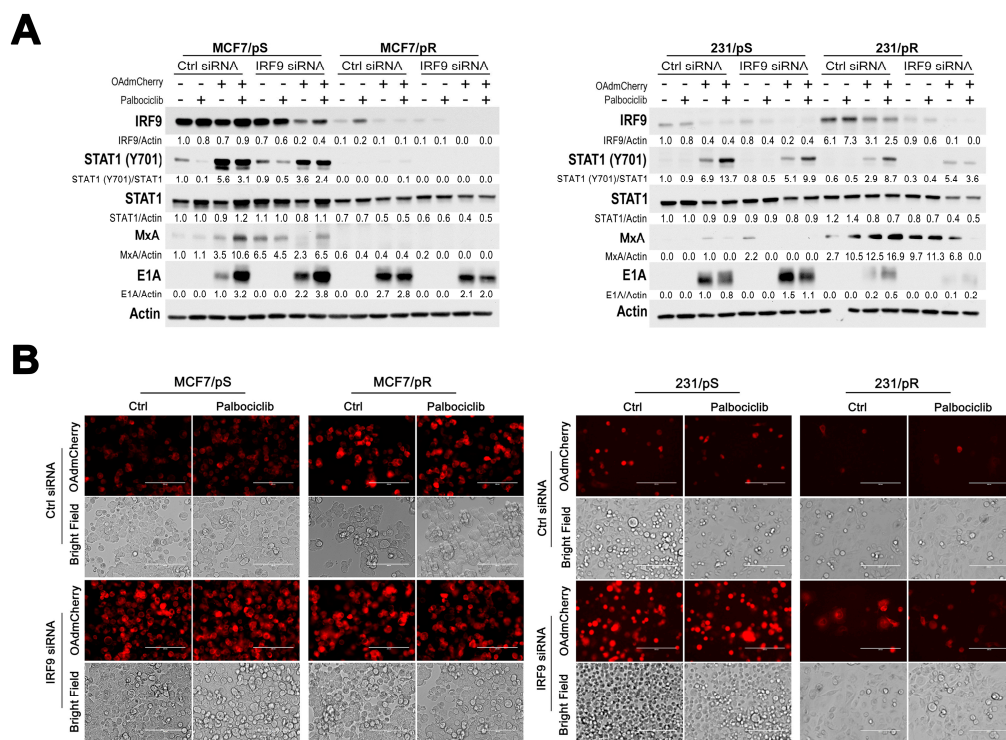 A
MCF7/pS MCF7/pR
Ctrl siRNA IRF9 siRNA Ctrl siRNA IRF9 siRNA
OAdmCherry - - + + - - + + - - + + - - + +
Palbociclib - + - + - + - + - + - + - + - +
IRF9
IRF9/Actin 1.0 0.8 0.7 0.9 0.7 0.6 0.2 0.4 0.1 0.2 0.1 0.1 0.1 0.1 0.0 0.0
STAT1 (Y701)
STAT1 (Y701)/STAT1 1.0 0.1 5.6 3.1 0.9 0.5 3.6 2.4 0.0 0.0 0.0 0.1 0.0 0.0 0.0 0.0
STAT1
STAT1/Actin 1.0 1.0 0.9 1.2 1.1 1.0 0.8 1.1 0.7 0.7 0.5 0.5 0.6 0.6 0.4 0.5
MxA
MxA/Actin 1.0 1.1 3.5 10.6 6.5 4.5 2.3 6.5 0.6 0.4 0.4 0.4 0.0 0.0 0.0 0.0
E1A
E1A/Actin 0.0 0.0 1.0 3.2 0.0 0.0 2.2 3.8 0.0 0.0 2.7 2.8 0.0 0.0 2.1 2.0
Actin
231/pS 231/pR
Ctrl siRNA IRF9 siRNA Ctrl siRNA IRF9 siRNA
OAdmCherry - - + + - - + + - - + + - - + +
Palbociclib - + - + - + - + - + - + - + - +
IRF9
IRF9/Actin 1.0 0.8 0.4 0.4 0.8 0.5 0.2 0.4 6.1 7.3 3.1 2.5 0.9 0.6 0.1 0.0
STAT1 (Y701)
STAT1 (Y701)/STAT1 1.0 0.9 6.9 13.7 0.8 0.4 5.1 9.9 0.6 0.5 2.9 8.7 0.3 0.4 5.4 3.6
STAT1
STAT1/Actin 1.0 1.0 0.9 0.9 0.9 0.9 0.8 0.9 1.2 1.4 0.8 0.7 0.8 0.7 0.4 0.5
MxA
MxA/Actin 0.0 0.0 1.0 0.0 2.2 0.0 0.0 0.0 2.7 10.5 12.5 16.9 9.7 11.3 6.8 0.0
E1A
E1A/Actin 0.0 0.0 1.0 0.8 0.0 0.0 1.5 1.1 0.0 0.0 0.2 0.5 0.0 0.0 0.1 0.2
Actin
B
MCF7/pS MCF7/pR
Ctrl Palbociclib Ctrl Palbociclib
Ctrl siRNA
OAdmCherry
Bright Field
IRF9 siRNA
OAdmCherry
Bright Field
231/pS 231/pR
Ctrl Palbociclib Ctrl Palbociclib
Ctrl siRNA
OAdmCherry
Bright Field
IRF9 siRNA
OAdmCherry
Bright Field